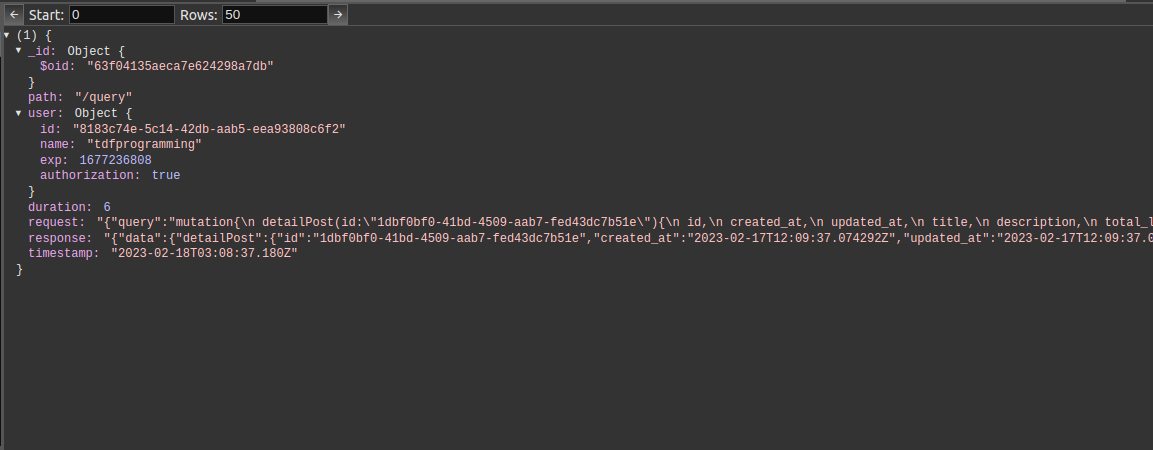 ← Start: 0 Rows: 50 →
▼ (1) {
▼ _id: Object {
$oid: "63f04135aeca7e624298a7db"
}
path: "/query"
▼ user: Object {
id: "8183c74e-5c14-42db-aab5-eea93808c6f2"
name: "tdfprogramming"
exp: 1677236808
authorization: true
}
duration: 6
request: "{"query":"mutation{\n detailPost(id:\"1dbf0bf0-41bd-4509-aab7-fed43dc7b51e\"){\n id,\n created_at,\n updated_at,\n title,\n description,\n total_l
response: "{"data":{"detailPost":{"id":"1dbf0bf0-41bd-4509-aab7-fed43dc7b51e","created_at":"2023-02-17T12:09:37.074292Z","updated_at":"2023-02-17T12:09:37.0
timestamp: "2023-02-18T03:08:37.180Z"
}